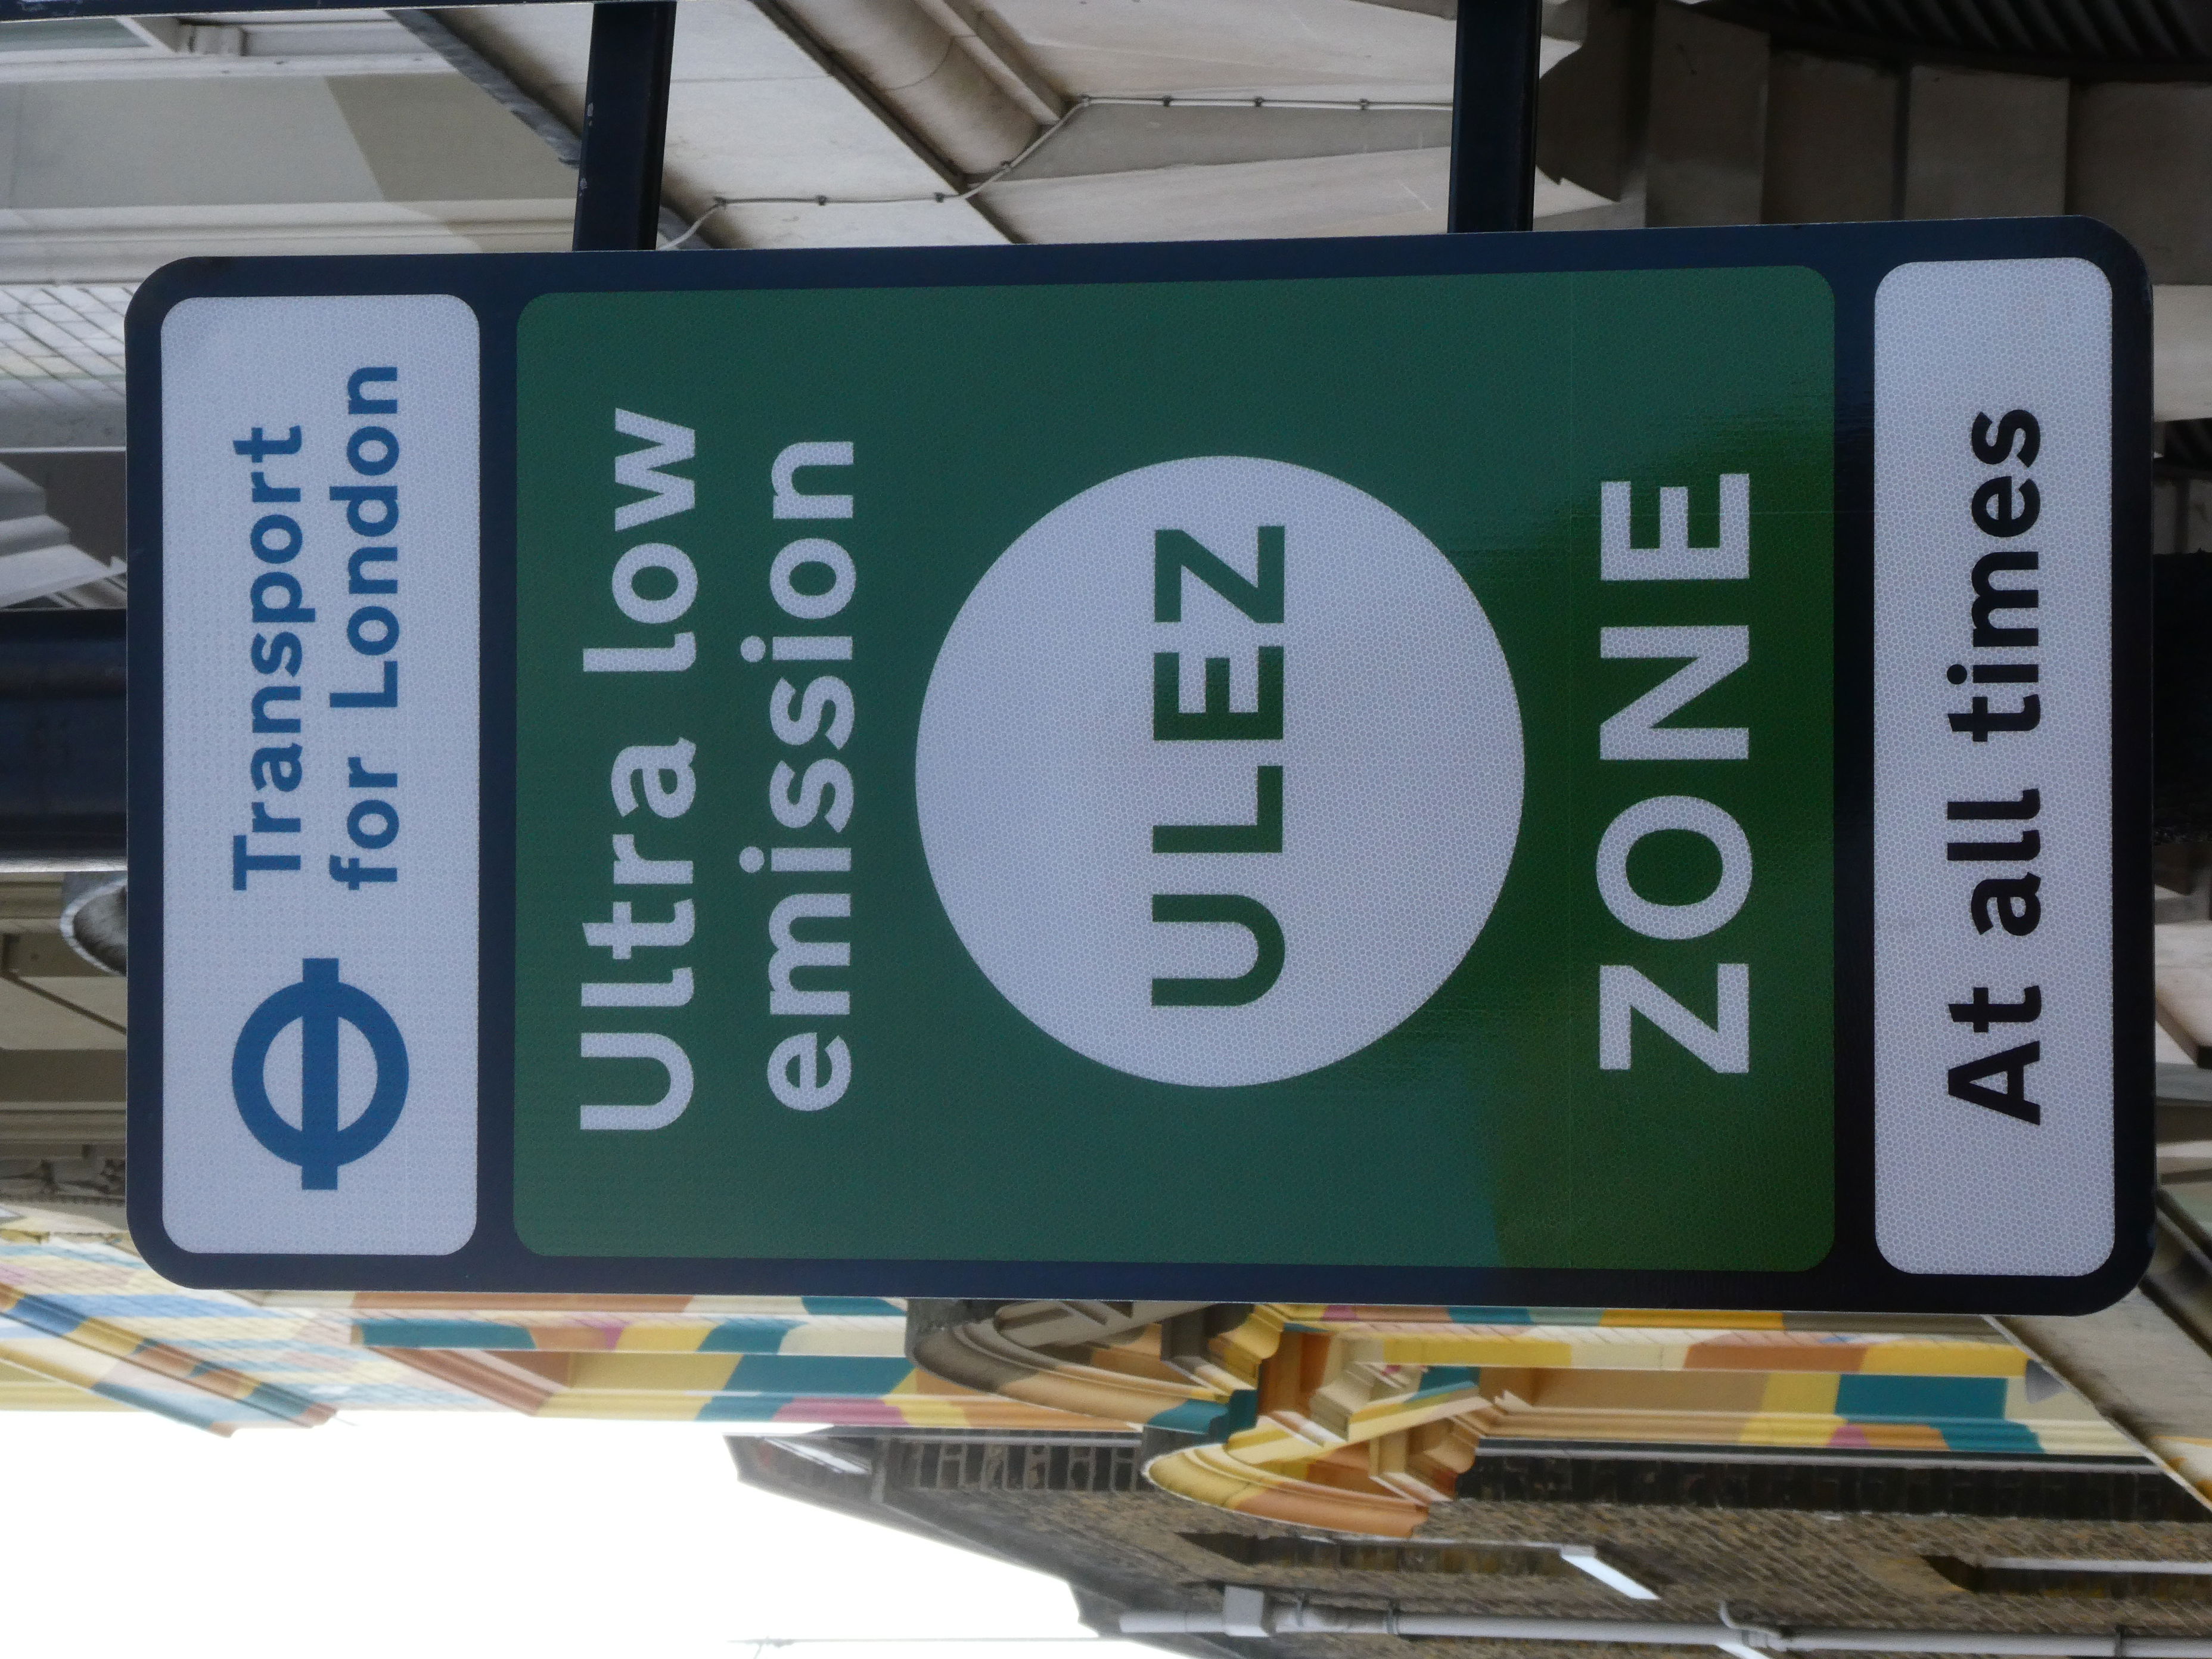 Transport
for London
Ultra low
emission
ULEZ
ZONE
At all times